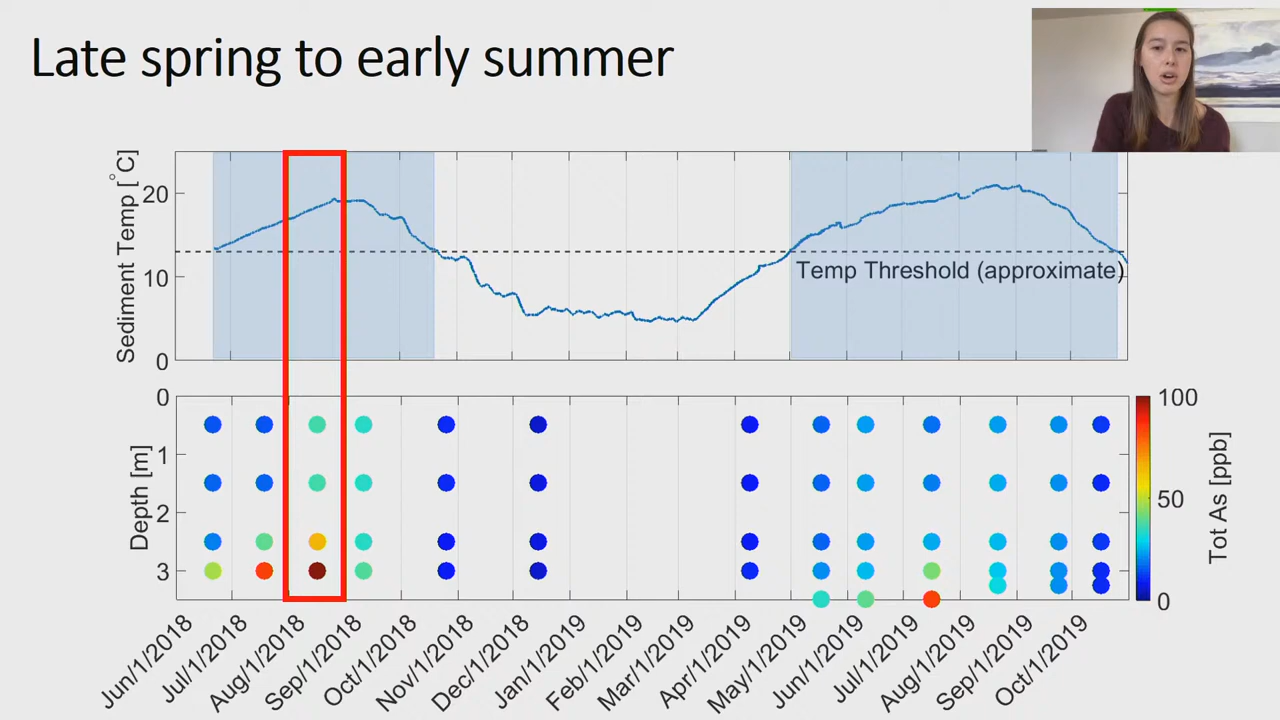 Late spring to early summer
Sediment Temp [°C]
20
10
0
Temp Threshold (approximate)
Depth [m]
0
1
2
3
100
50
0
Tot As [ppb]
Jun/1/2018
Jul/1/2018
Aug/1/2018
Sep/1/2018
Oct/1/2018
Nov/1/2018
Dec/1/2018
Jan/1/2019
Feb/1/2019
Mar/1/2019
Apr/1/2019
May/1/2019
Jun/1/2019
Jul/1/2019
Aug/1/2019
Sep/1/2019
Oct/1/2019